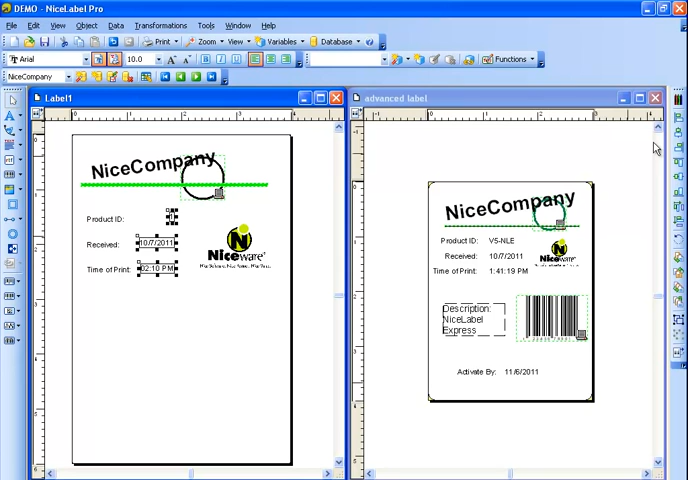 DEMO - NiceLabel Pro
File Edit View Object Data Transformations Tools Window Help
Print Zoom View Variables Database
Arial 10.0 B I U Functions
NiceCompany
Label1
advanced label
NiceCompany
Product ID:
Received: 10/7/2011
Time of Print: 02:10 PM
Niceware
NiceCompany
Product ID: V5-NLE
Received: 10/7/2011
Time of Print: 1:41:19 PM
Niceware
Description:
NiceLabel
Express
Activate By: 11/6/2011